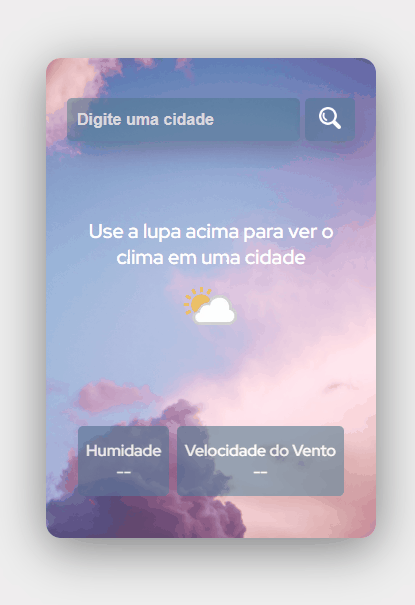 Digite uma cidade
Use a lupa acima para ver o
clima em uma cidade
Humidade
--
Velocidade do Vento
--